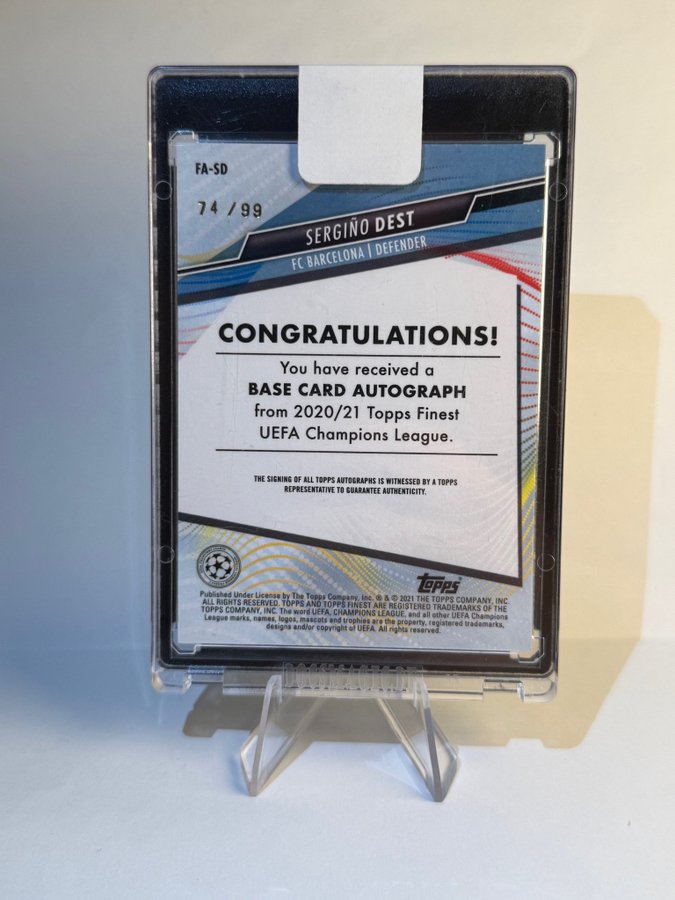 FA-SD
74/99
SERGIÑO DEST
FC BARCELONA | DEFENDER
CONGRATULATIONS!
You have received a
BASE CARD AUTOGRAPH
from 2020/21 Topps Finest
UEFA Champions League.
THE SIGNING OF ALL TOPPS AUTOGRAPHS IS WITNESSED BY A TOPPS
REPRESENTATIVE TO GUARANTEE AUTHENTICITY.
Topps
Published Under License by The Topps Company, Inc. ® & © 2021 THE TOPPS COMPANY, INC.
ALL RIGHTS RESERVED. TOPPS AND TOPPS FINEST ARE REGISTERED TRADEMARKS OF THE
TOPPS COMPANY, INC. The word UEFA, CHAMPIONS LEAGUE, and all other UEFA Champions
League marks, names, logos, mascots and trophies are the property, registered trademarks,
designs and/or copyright of UEFA. All rights reserved.